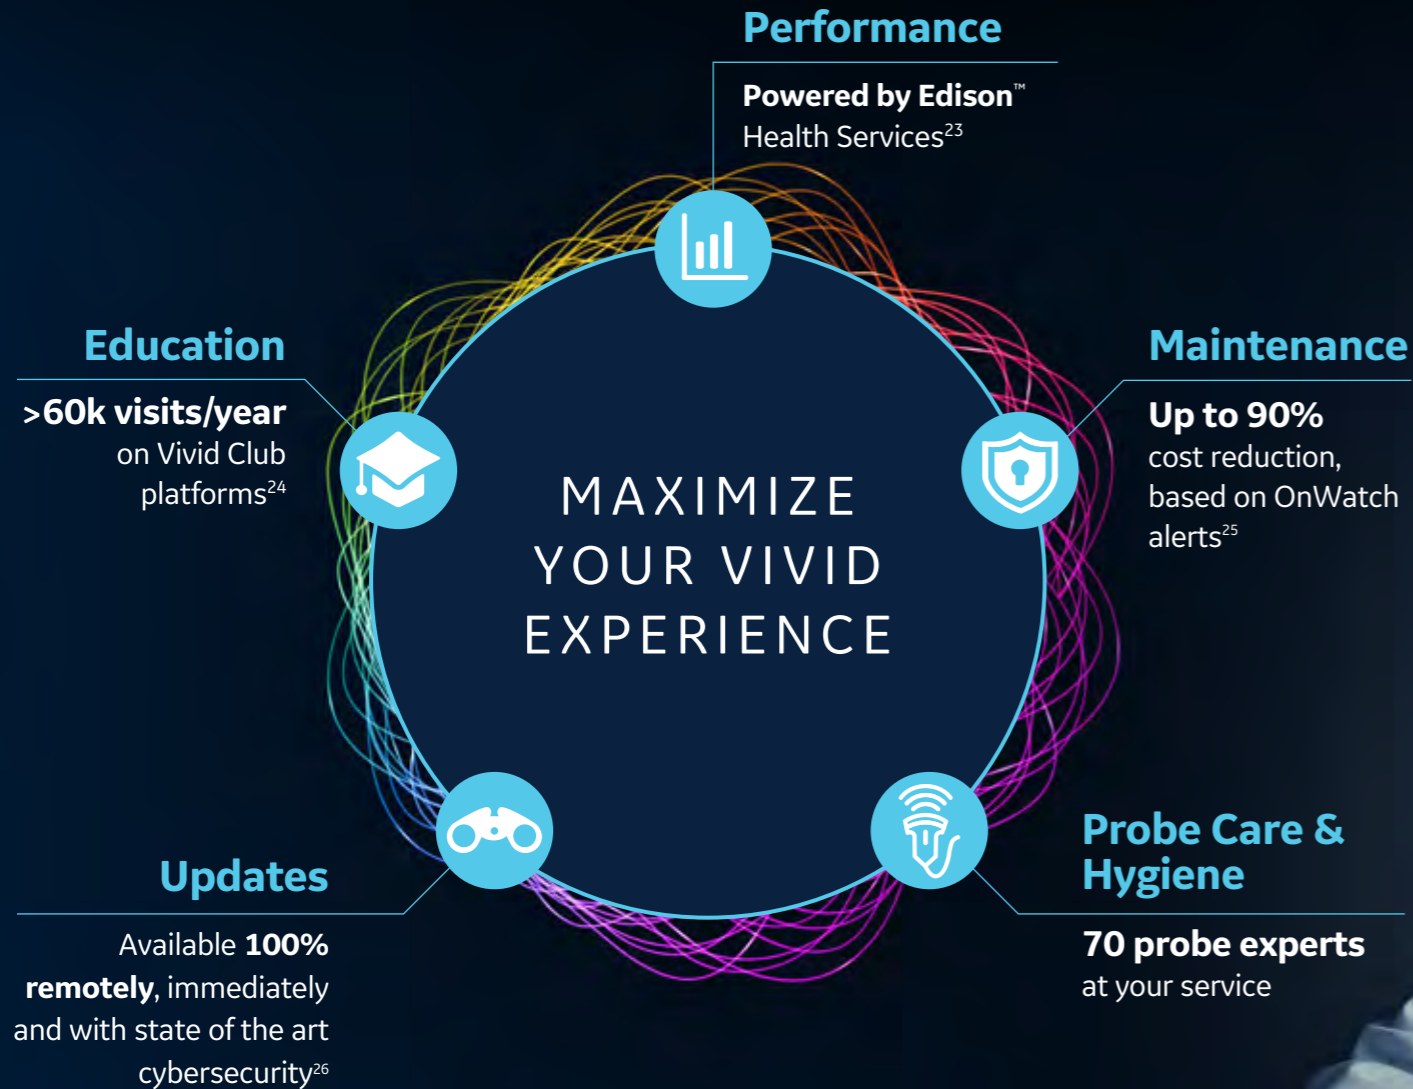 Performance
Powered by Edison™
Health Services²³
Education
>60k visits/year
on Vivid Club
platforms²⁴
Maintenance
Up to 90%
cost reduction,
based on OnWatch
alerts²⁵
MAXIMIZE
YOUR VIVID
EXPERIENCE
Updates
Available 100%
remotely, immediately
and with state of the art
cybersecurity²⁶
Probe Care &
Hygiene
70 probe experts
at your service